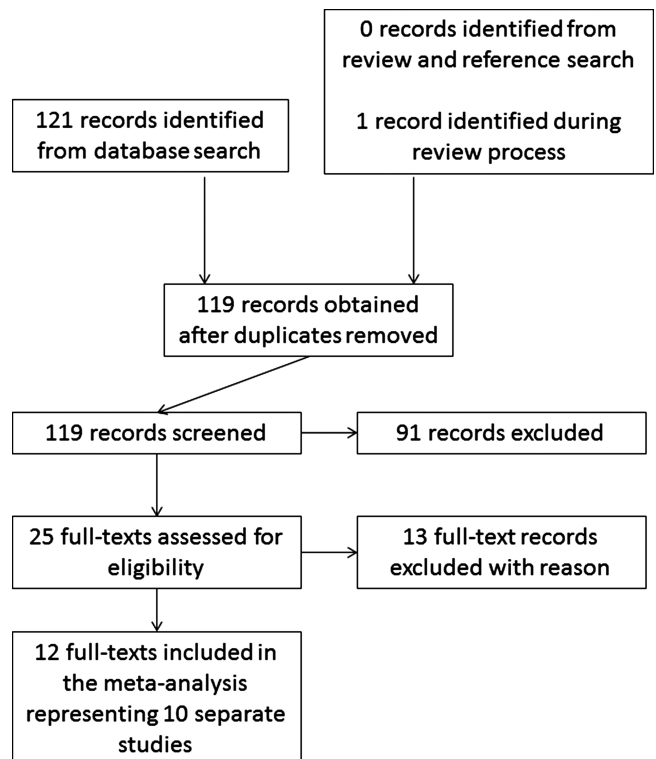 0 records identified from
review and reference search
1 record identified during
review process
121 records identified
from database search
119 records obtained
after duplicates removed
119 records screened
91 records excluded
25 full-texts assessed for
eligibility
13 full-text records
excluded with reason
12 full-texts included in
the meta-analysis
representing 10 separate
studies